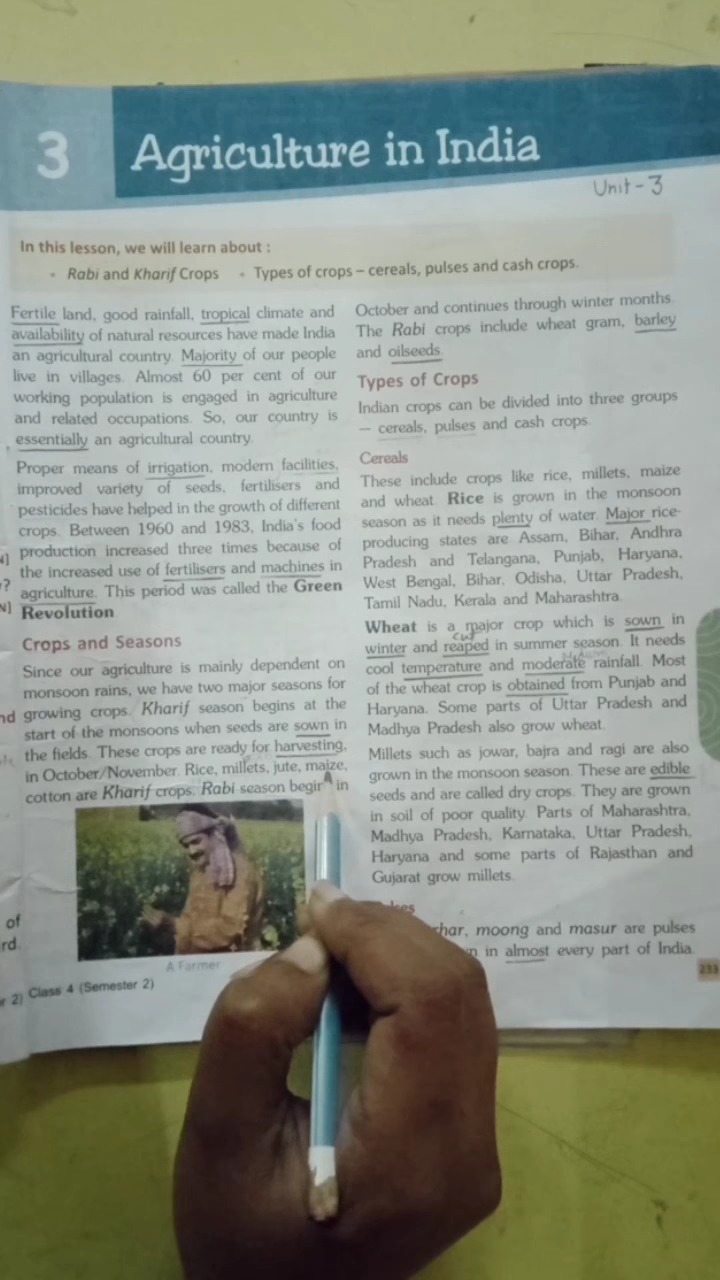 3
Agriculture in India
Unit-3
In this lesson, we will learn about :
• Rabi and Kharif Crops • Types of crops – cereals, pulses and cash crops.
Fertile land, good rainfall, tropical climate and
availability of natural resources have made India
an agricultural country. Majority of our people
live in villages. Almost 60 per cent of our
working population is engaged in agriculture
and related occupations. So, our country is
essentially an agricultural country.
Proper means of irrigation, modern facilities,
improved variety of seeds, fertilisers and
pesticides have helped in the growth of different
crops. Between 1960 and 1983, India's food
production increased three times because of
the increased use of fertilisers and machines in
agriculture. This period was called the Green
Revolution.
Crops and Seasons
Since our agriculture is mainly dependent on
monsoon rains, we have two major seasons for
growing crops. Kharif season begins at the
start of the monsoons when seeds are sown in
the fields. These crops are ready for harvesting,
in October/November. Rice, millets, jute, maize,
cotton are Kharif crops. Rabi season begins in
A Farmer
Class 4 (Semester 2)
October and continues through winter months.
The Rabi crops include wheat gram, barley
and oilseeds.
Types of Crops
Indian crops can be divided into three groups
– cereals, pulses and cash crops.
Cereals
These include crops like rice, millets, maize
and wheat. Rice is grown in the monsoon
season as it needs plenty of water. Major rice-
producing states are Assam, Bihar, Andhra
Pradesh and Telangana, Punjab, Haryana,
West Bengal, Bihar, Odisha, Uttar Pradesh,
Tamil Nadu, Kerala and Maharashtra.
Wheat is a major crop which is sown in
cut
winter and reaped in summer season. It needs
cool temperature and moderate rainfall. Most
of the wheat crop is obtained from Punjab and
Haryana. Some parts of Uttar Pradesh and
Madhya Pradesh also grow wheat.
Millets such as jowar, bajra and ragi are also
grown in the monsoon season. These are edible
seeds and are called dry crops. They are grown
in soil of poor quality. Parts of Maharashtra,
Madhya Pradesh, Karnataka, Uttar Pradesh,
Haryana and some parts of Rajasthan and
Gujarat grow millets.
moong and masur are pulses
in almost every part of India.
233
of
rd.
nd
r 2)